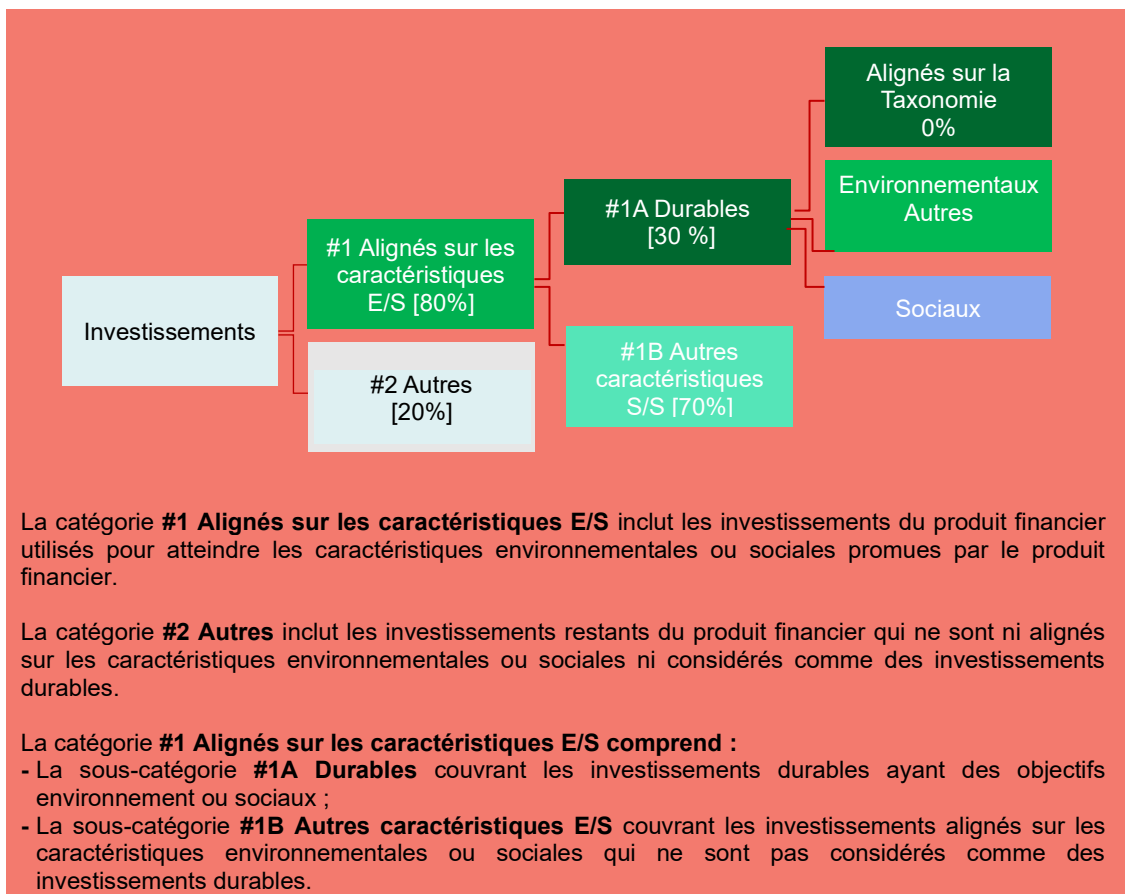 Alignés sur la
Taxonomie
0%
Environnementaux
Autres
#1A Durables
[30 %]
#1 Alignés sur les
caractéristiques
E/S [80%]
Sociaux
Investissements
#1B Autres
caractéristiques
S/S [70%]
#2 Autres
[20%]
La catégorie #1 Alignés sur les caractéristiques E/S inclut les investissements du produit financier
utilisés pour atteindre les caractéristiques environnementales ou sociales promues par le produit
financier.
La catégorie #2 Autres inclut les investissements restants du produit financier qui ne sont ni alignés
sur les caractéristiques environnementales ou sociales ni considérés comme des investissements
durables.
La catégorie #1 Alignés sur les caractéristiques E/S comprend :
- La sous-catégorie #1A Durables couvrant les investissements durables ayant des objectifs
environnement ou sociaux ;
- La sous-catégorie #1B Autres caractéristiques E/S couvrant les investissements alignés sur les
caractéristiques environnementales ou sociales qui ne sont pas considérés comme des
investissements durables.